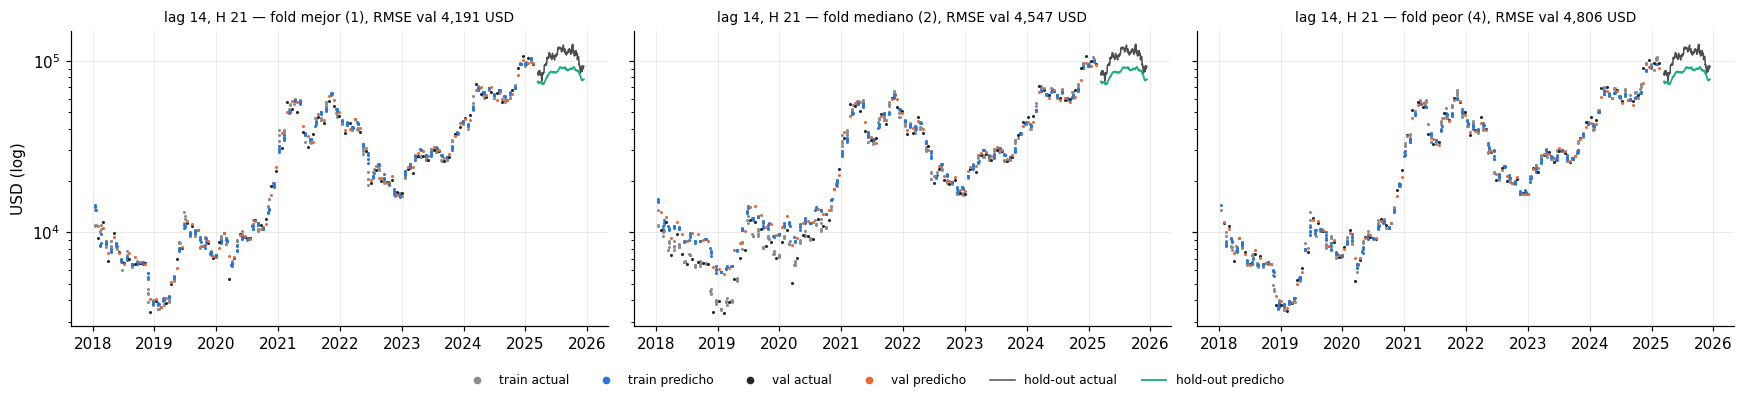 lag 14, H 21 — fold mejor (1), RMSE val 4,191 USD
lag 14, H 21 — fold mediano (2), RMSE val 4,547 USD
lag 14, H 21 — fold peor (4), RMSE val 4,806 USD
USD (log)
10⁵
10⁴
2018 2019 2020 2021 2022 2023 2024 2025 2026
2018 2019 2020 2021 2022 2023 2024 2025 2026
2018 2019 2020 2021 2022 2023 2024 2025 2026
train actual train predicho val actual val predicho hold-out actual hold-out predicho